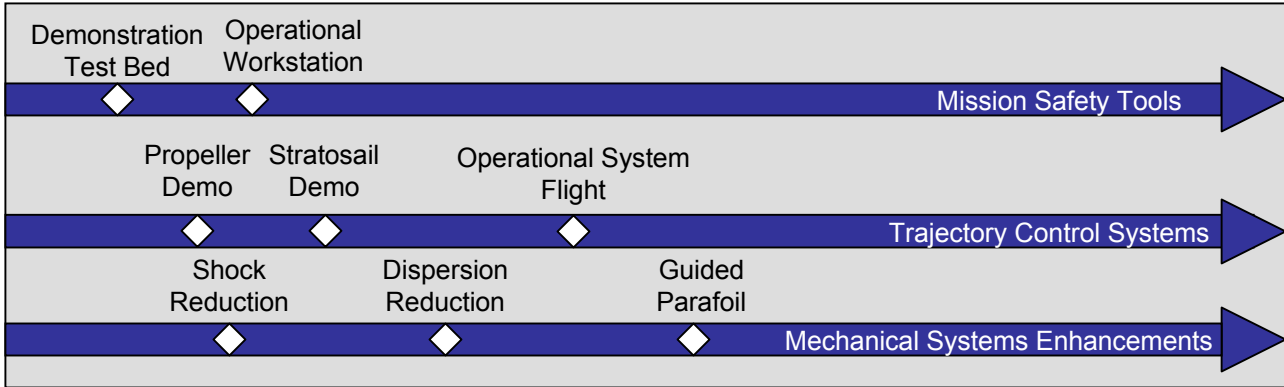 Demonstration
Test Bed
Operational
Workstation
Mission Safety Tools
Propeller
Demo
Stratosail
Demo
Operational System
Flight
Trajectory Control Systems
Shock
Reduction
Dispersion
Reduction
Guided
Parafoil
Mechanical Systems Enhancements